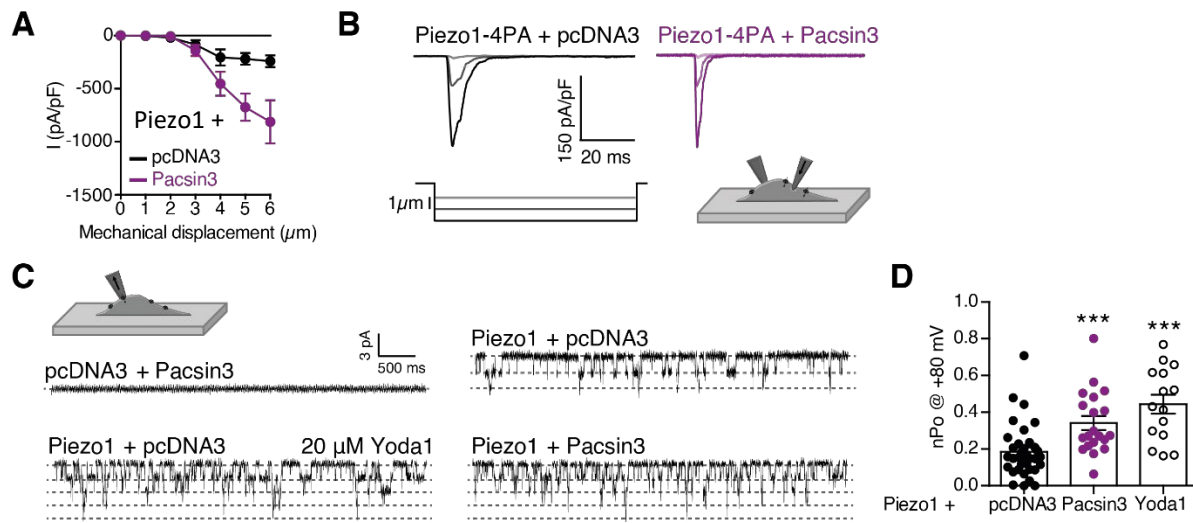 A
I (pA/pF)
0
-500
-1000
-1500
Piezo1 +
pcDNA3
Pacsin3
0 1 2 3 4 5 6
Mechanical displacement (µm)
B
Piezo1-4PA + pcDNA3
Piezo1-4PA + Pacsin3
150 pA/pF
20 ms
1µm
C
3 pA
500 ms
pcDNA3 + Pacsin3
Piezo1 + pcDNA3
Piezo1 + pcDNA3 20 µM Yoda1
Piezo1 + Pacsin3
D
nPo @ +80 mV
1.0
0.8
0.6
0.4
0.2
0.0
***
***
Piezo1 + pcDNA3 Pacsin3 Yoda1